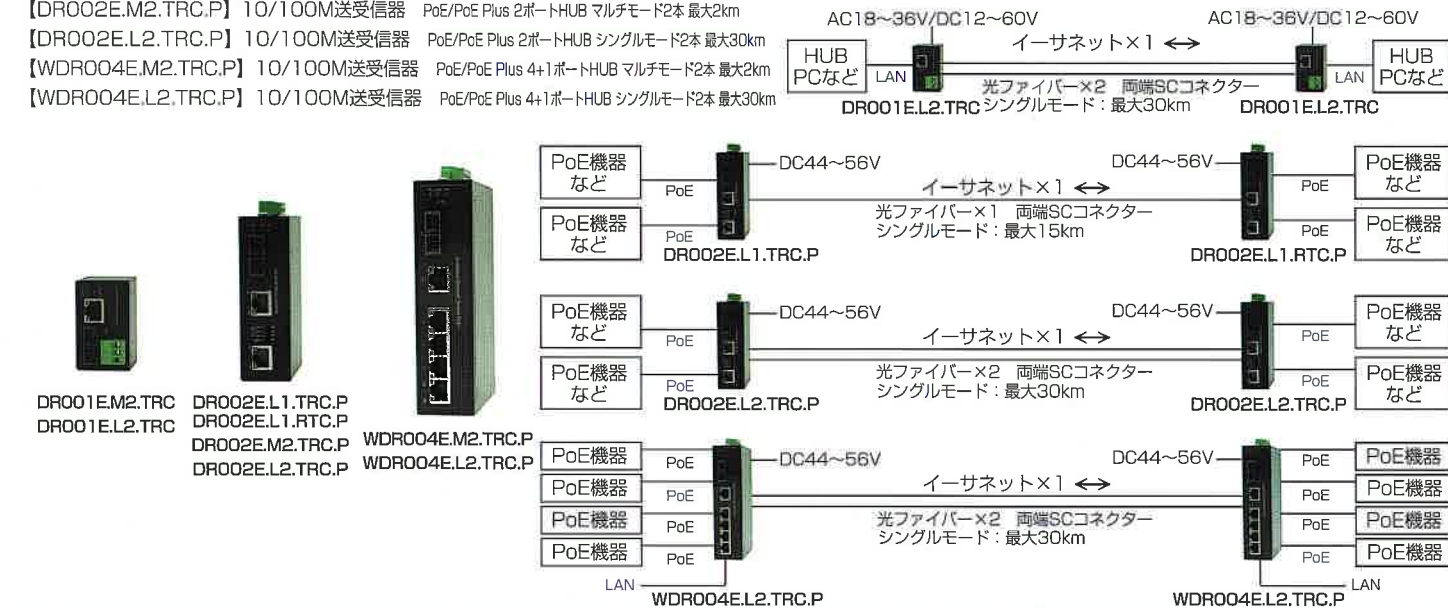 【DR002E.M2.TRC.P】10/100M送受信器 PoE/PoE Plus 2ポートHUB マルチモード2本 最大2km
【DR002E.L2.TRC.P】10/100M送受信器 PoE/PoE Plus 2ポートHUB シングルモード2本 最大30km
【WDR004E.M2.TRC.P】10/100M送受信器 PoE/PoE Plus 4+1ポートHUB マルチモード2本 最大2km
【WDR004E.L2.TRC.P】10/100M送受信器 PoE/PoE Plus 4+1ポートHUB シングルモード2本 最大30km
AC18~36V/DC12~60V
AC18~36V/DC12~60V
イーサネット×1 ⟷
HUB
PCなど
LAN
LAN
HUB
PCなど
光ファイバー×2 両端SCコネクター
シングルモード：最大30km
DR001E.L2.TRC
DR001E.L2.TRC
DR001E.M2.TRC
DR001E.L2.TRC
DR002E.L1.TRC.P
DR002E.L1.RTC.P
DR002E.M2.TRC.P
DR002E.L2.TRC.P
WDR004E.M2.TRC.P
WDR004E.L2.TRC.P
PoE機器
など
PoE
PoE機器
など
PoE
DC44~56V
DC44~56V
イーサネット×1 ⟷
光ファイバー×1 両端SCコネクター
シングルモード：最大15km
PoE
PoE機器
など
PoE
PoE機器
など
DR002E.L1.TRC.P
DR002E.L1.RTC.P
PoE機器
など
PoE
PoE機器
など
PoE
DC44~56V
DC44~56V
イーサネット×1 ⟷
光ファイバー×2 両端SCコネクター
シングルモード：最大30km
PoE
PoE機器
など
PoE
PoE機器
など
DR002E.L2.TRC.P
DR002E.L2.TRC.P
PoE機器
PoE
PoE機器
PoE
PoE機器
PoE
PoE機器
PoE
LAN
DC44~56V
DC44~56V
イーサネット×1 ⟷
光ファイバー×2 両端SCコネクター
シングルモード：最大30km
PoE
PoE機器
PoE
PoE機器
PoE
PoE機器
PoE
PoE機器
LAN
WDR004E.L2.TRC.P
WDR004E.L2.TRC.P